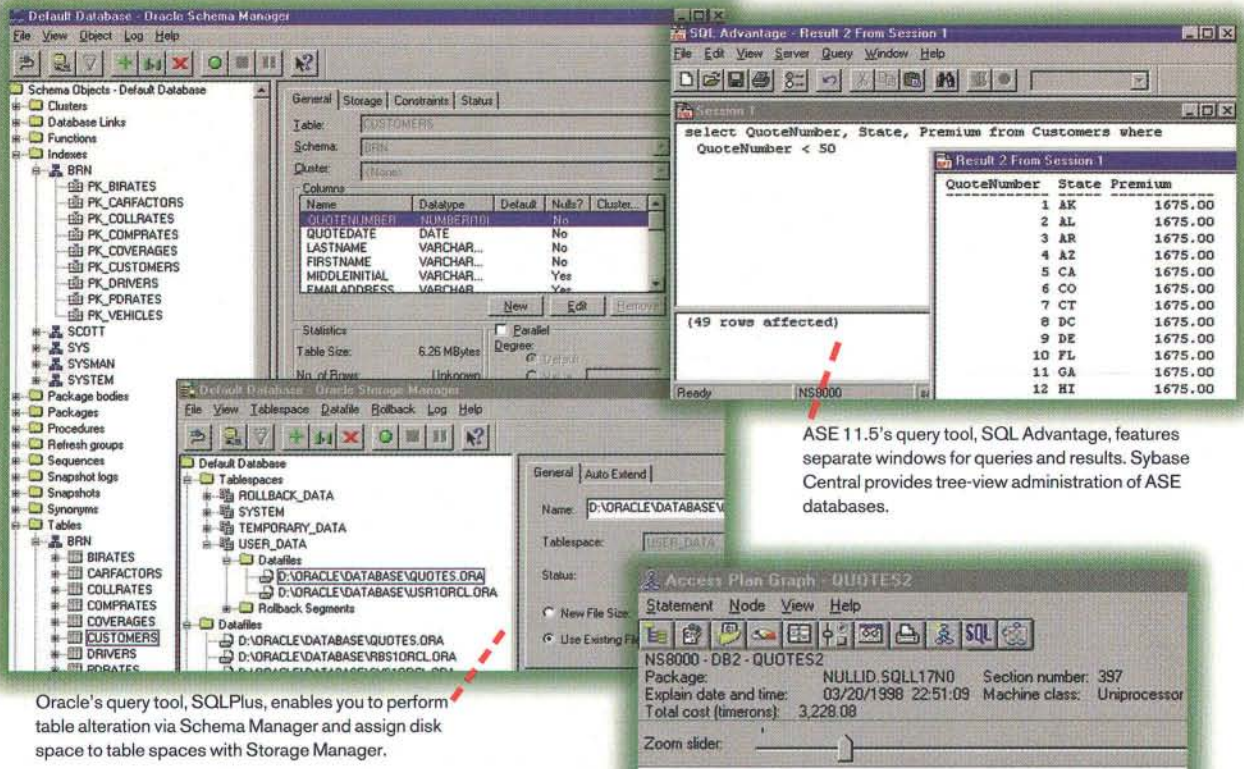 Default Database - Oracle Schema Manager
File View Object Log Help
Schema Objects - Default Database
Clusters
Database Links
Functions
Indexes
BRN
PK_BIRATES
PK_CARFACTORS
PK_COLLRATES
PK_COMPRATES
PK_COVERAGES
PK_CUSTOMERS
PK_DRIVERS
PK_PDRATES
PK_VEHICLES
SCOTT
SYS
SYSMAN
SYSTEM
Package bodies
Packages
Procedures
Refresh groups
Sequences
Snapshot logs
Snapshots
Synonyms
Tables
BRN
BIRATES
CARFACTORS
COLLRATES
COMPRATES
COVERAGES
CUSTOMERS
DRIVERS
PDRATES
General Storage Constraints Status
Table: CUSTOMERS
Schema: BRN
Cluster: (None)
Columns
Name Datatype Default Nulls? Cluster...
QUOTENUMBER NUMBER(10) No
QUOTEDATE DATE No
LASTNAME VARCHAR... No
FIRSTNAME VARCHAR... No
MIDDLEINITIAL VARCHAR... Yes
EMAILADDRESS VARCHAR Yes
New Edit Remove
Statistics
Table Size: 6.26 MBytes
No. of Rows: Unknown
Parallel
Degree:
Default
Default Database - Oracle Storage Manager
File View Tablespace Datafile Rollback Log Help
Default Database
Tablespaces
ROLLBACK_DATA
SYSTEM
TEMPORARY_DATA
USER_DATA
Datafiles
D:\ORACLE\DATABASE\QUOTES.ORA
D:\ORACLE\DATABASE\USR1ORCL.ORA
Rollback Segments
Datafiles
D:\ORACLE\DATABASE\QUOTES.ORA
D:\ORACLE\DATABASE\RBS1ORCL.ORA
General Auto Extend
Name: D:\ORACLE\DATABASE\
Tablespace: USER_DATA
Status:
New File Size:
Use Existing File
Oracle's query tool, SQLPlus, enables you to perform
table alteration via Schema Manager and assign disk
space to table spaces with Storage Manager.
SQL Advantage - Result 2 From Session 1
File Edit View Server Query Window Help
Session 1
select QuoteNumber, State, Premium from Customers where
QuoteNumber < 50
(49 rows affected)
Ready NS8000
Result 2 From Session 1
QuoteNumber State Premium
1 AK 1675.00
2 AL 1675.00
3 AR 1675.00
4 AZ 1675.00
5 CA 1675.00
6 CO 1675.00
7 CT 1675.00
8 DC 1675.00
9 DE 1675.00
10 FL 1675.00
11 GA 1675.00
12 HI 1675.00
ASE 11.5's query tool, SQL Advantage, features
separate windows for queries and results. Sybase
Central provides tree-view administration of ASE
databases.
Access Plan Graph - QUOTES2
Statement Node View Help
SQL
NS8000 - DB2 - QUOTES2
Package: NULLID.SQLL17N0 Section number: 397
Explain date and time: 03/20/1998 22:51:09 Machine class: Uniprocessor
Total cost (timerons): 3,228.08
Zoom slider: